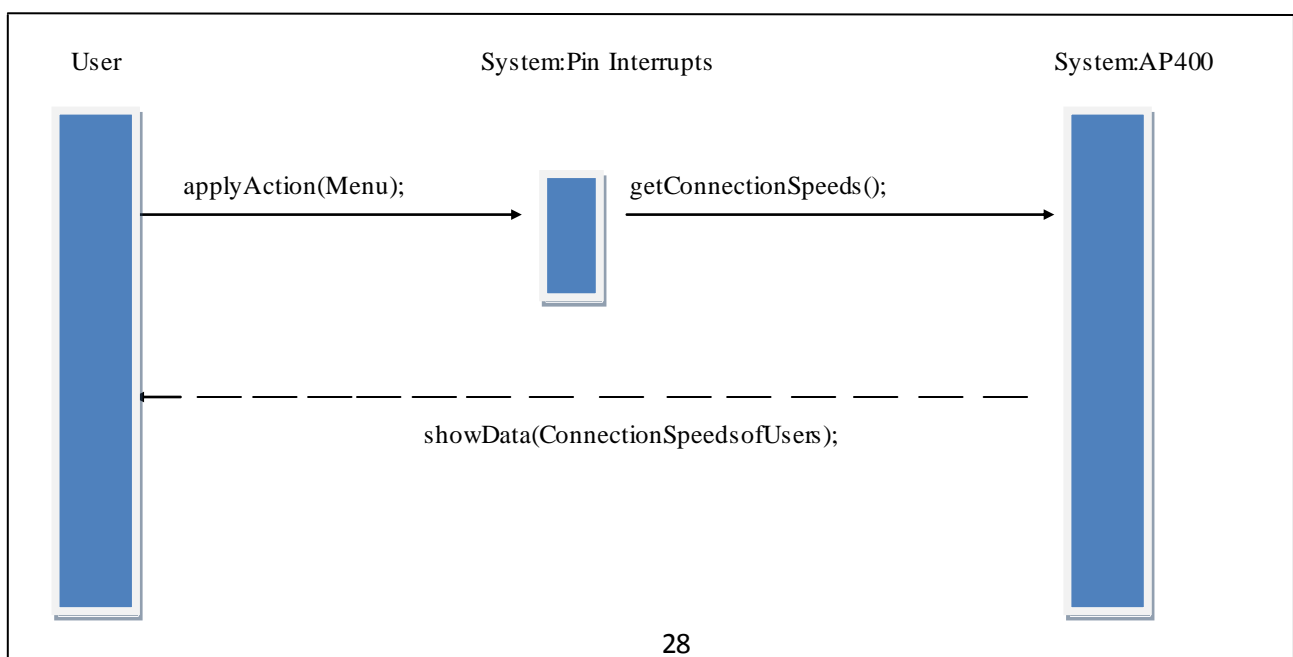 User System:Pin Interrupts System:AP400
applyAction(Menu); getConnectionSpeeds();
showData(ConnectionSpeedsofUsers);
28